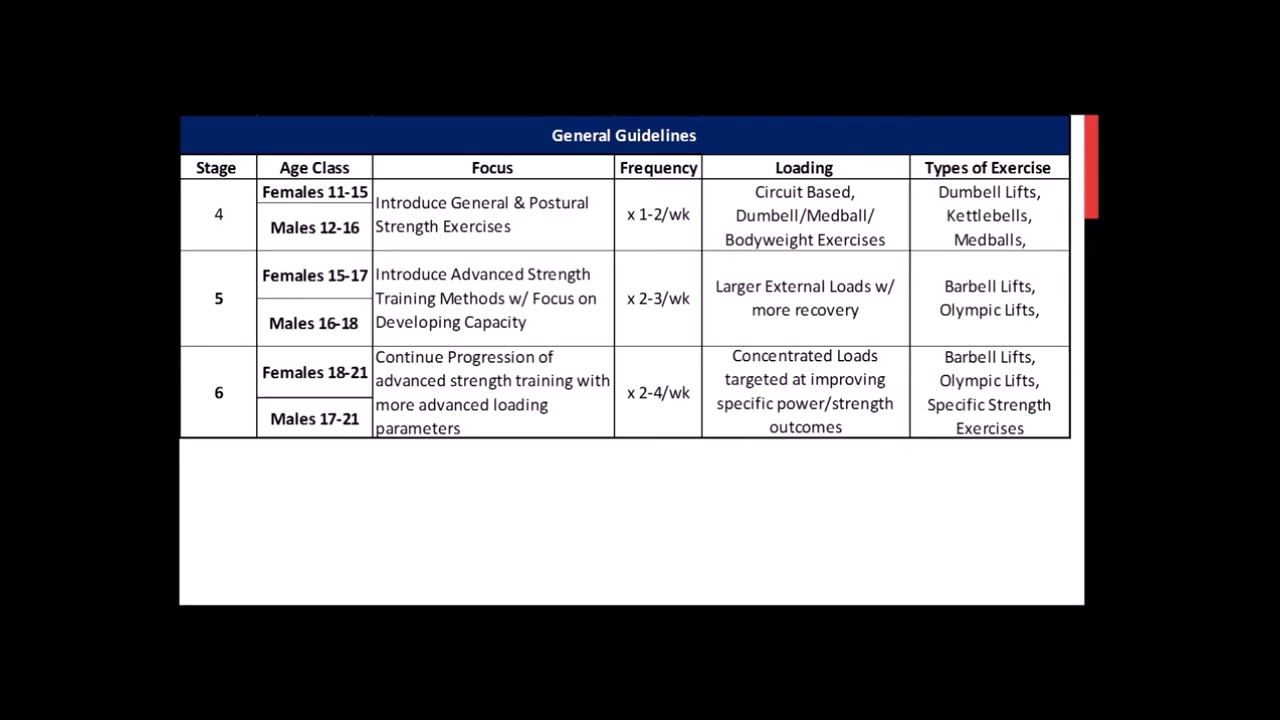 General Guidelines
Stage Age Class Focus Frequency Loading Types of Exercise
4
Females 11-15
Males 12-16
Introduce General & Postural
Strength Exercises
x 1-2/wk
Circuit Based,
Dumbell/Medball/
Bodyweight Exercises
Dumbell Lifts,
Kettlebells,
Medballs,
5
Females 15-17
Males 16-18
Introduce Advanced Strength
Training Methods w/ Focus on
Developing Capacity
x 2-3/wk
Larger External Loads w/
more recovery
Barbell Lifts,
Olympic Lifts,
6
Females 18-21
Males 17-21
Continue Progression of
advanced strength training with
more advanced loading
parameters
x 2-4/wk
Concentrated Loads
targeted at improving
specific power/strength
outcomes
Barbell Lifts,
Olympic Lifts,
Specific Strength
Exercises